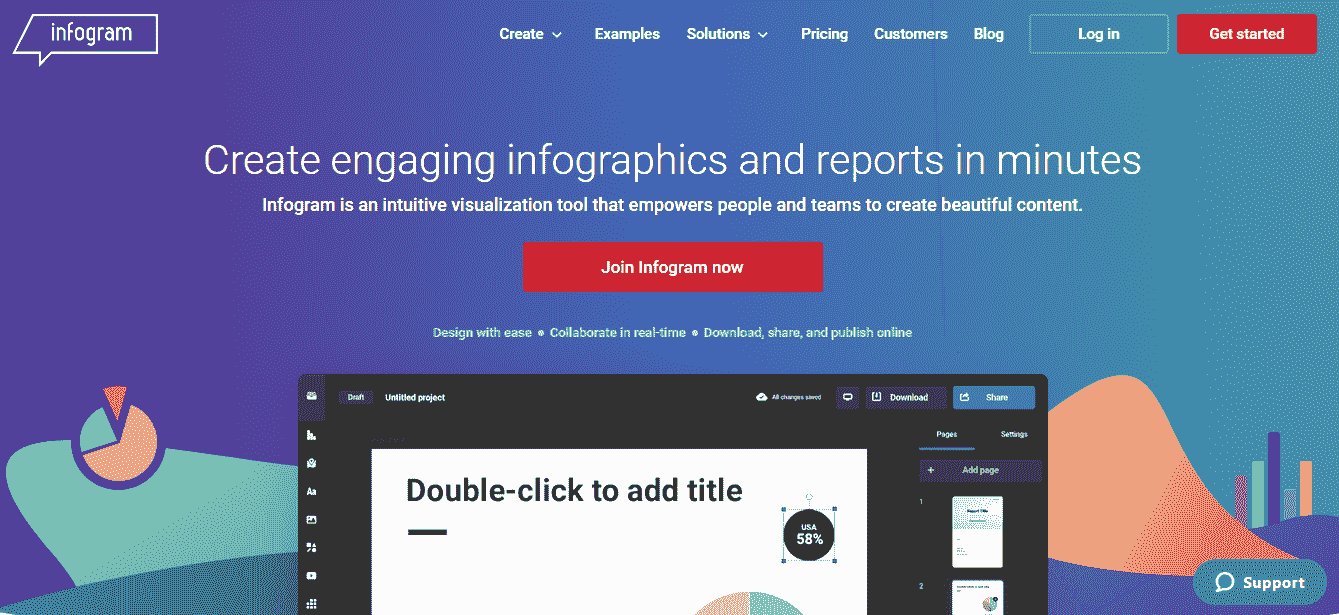 infogram
Create
Examples
Solutions
Pricing
Customers
Blog
Log in
Get started
Create engaging infographics and reports in minutes
Infogram is an intuitive visualization tool that empowers people and teams to create beautiful content.
Join Infogram now
Design with ease • Collaborate in real-time • Download, share, and publish online
Draft
Untitled project
All changes saved
Download
Share
Pages
Settings
+ Add page
Aa
Double-click to add title
USA
58%
1
Report Title
2
Support